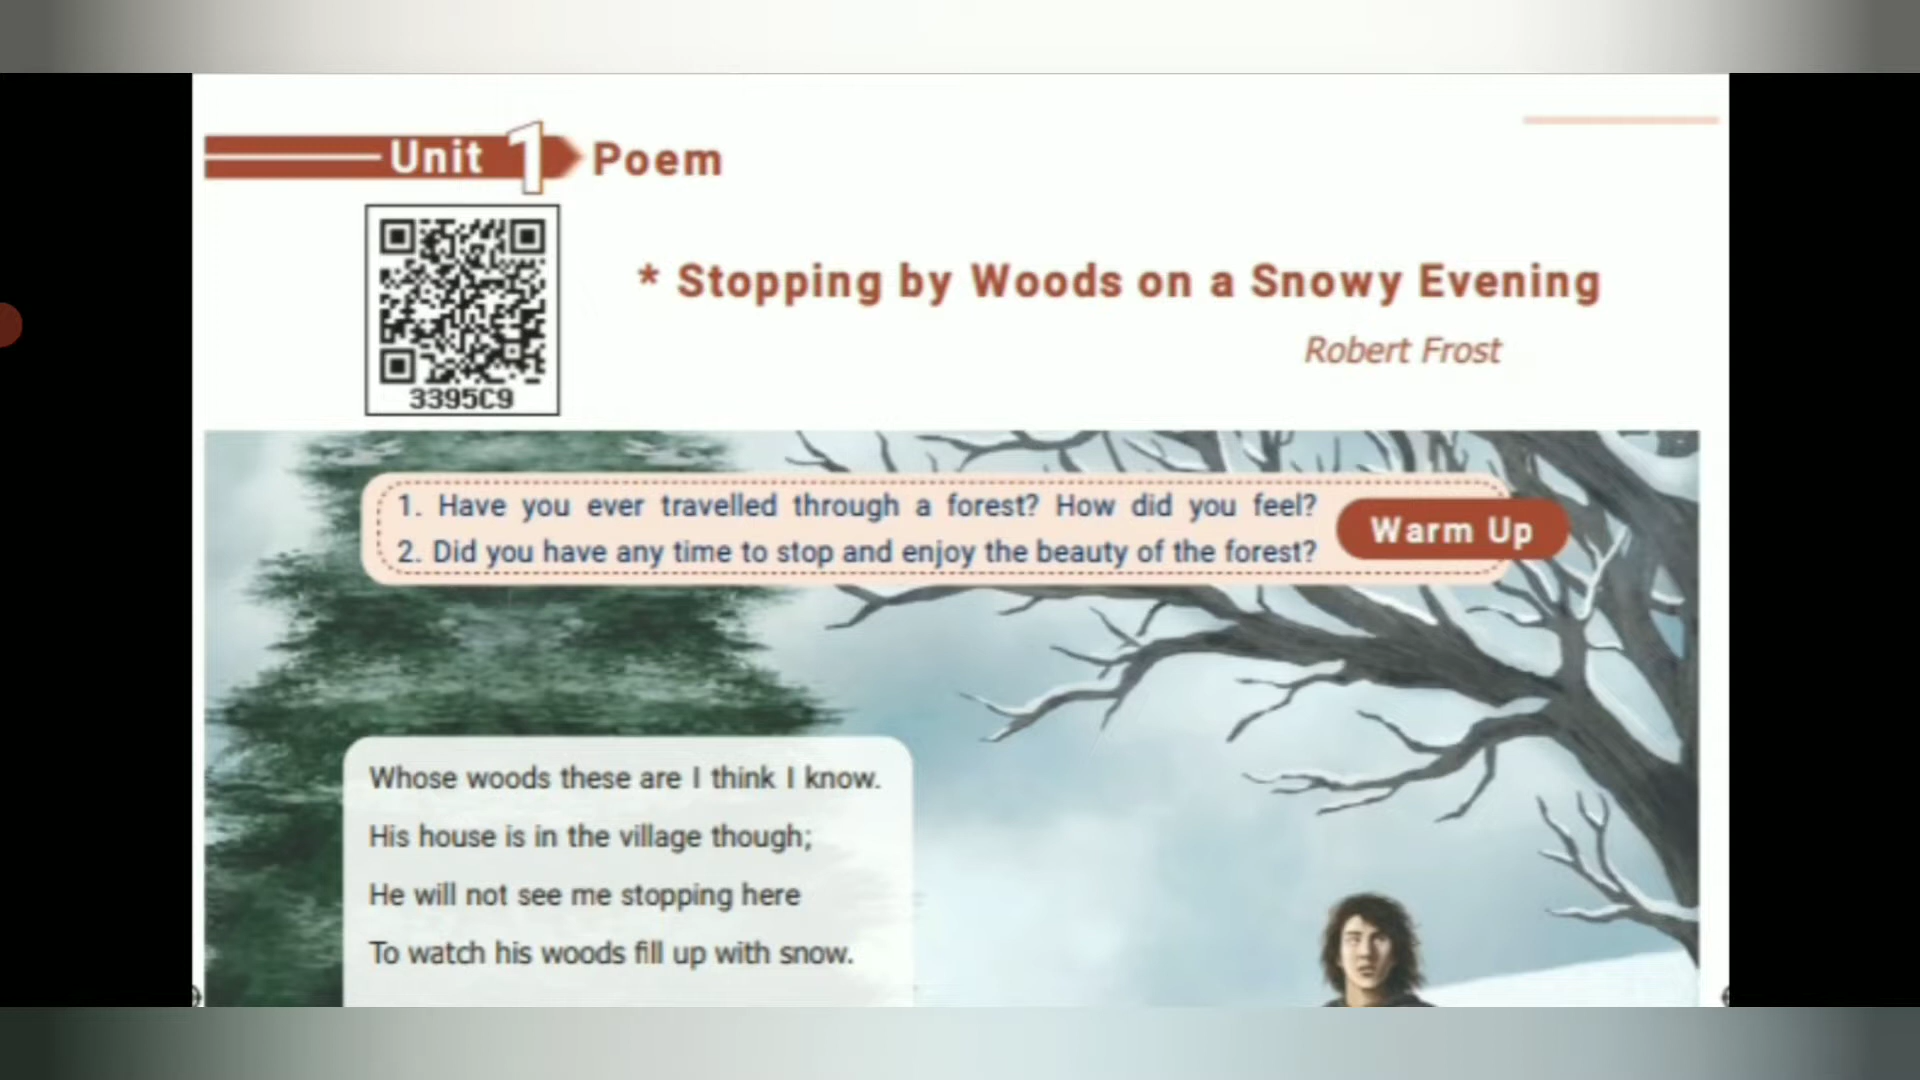 Unit 1 Poem
3395C9
* Stopping by Woods on a Snowy Evening
Robert Frost
1. Have you ever travelled through a forest? How did you feel?
2. Did you have any time to stop and enjoy the beauty of the forest?
Warm Up
Whose woods these are I think I know.
His house is in the village though;
He will not see me stopping here
To watch his woods fill up with snow.